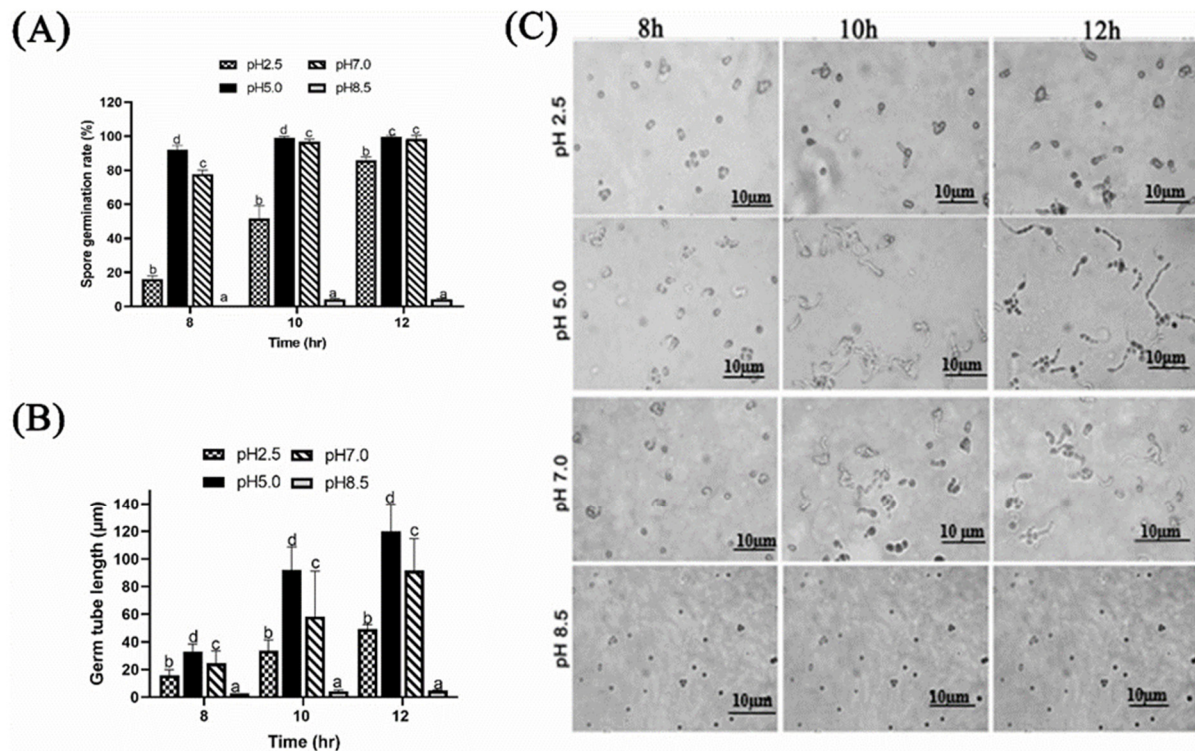 (A)
pH2.5 pH7.0
pH5.0 pH8.5
Spore germination rate (%)
120
100
80
60
40
20
0
b d c a
b d c a
b c c a
8 10 12
Time (hr)
(B)
pH2.5 pH7.0
pH5.0 pH8.5
Germ tube length (μm)
140
120
100
80
60
40
20
0
b d c a
b d c a
b d c a
8 10 12
Time (hr)
(C)
8h 10h 12h
pH 2.5
10μm 10μm 10μm
pH 5.0
10μm 10μm 10μm
pH 7.0
10μm 10 μm 10μm
pH 8.5
10μm 10μm 10μm